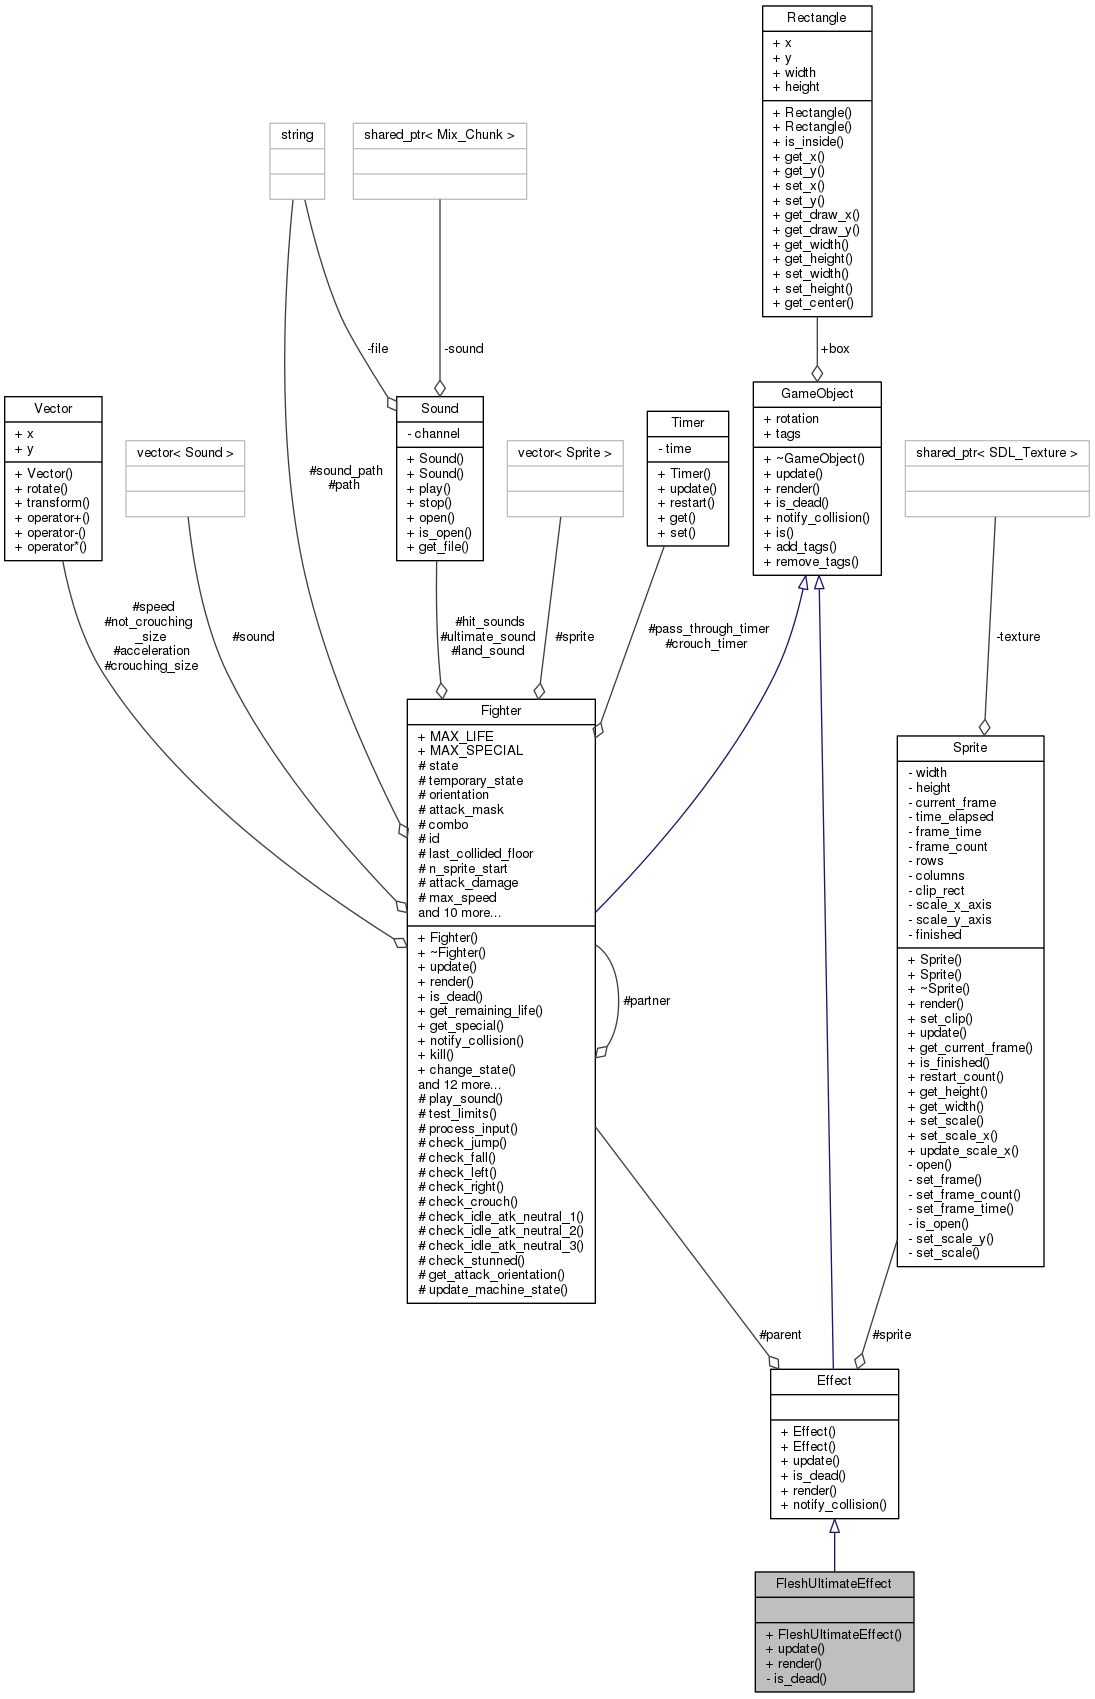 Rectangle
+ x
+ y
+ width
+ height
+ Rectangle()
+ Rectangle()
+ is_inside()
+ get_x()
+ get_y()
+ set_x()
+ set_y()
+ get_draw_x()
+ get_draw_y()
+ get_width()
+ get_height()
+ set_width()
+ set_height()
+ get_center()
string
shared_ptr< Mix_Chunk >
-file
-sound
+box
Vector
+ x
+ y
+ Vector()
+ rotate()
+ transform()
+ operator+()
+ operator-()
+ operator*()
vector< Sound >
#sound_path
#path
Sound
- channel
+ Sound()
+ Sound()
+ play()
+ stop()
+ open()
+ is_open()
+ get_file()
vector< Sprite >
Timer
- time
+ Timer()
+ update()
+ restart()
+ get()
+ set()
GameObject
+ rotation
+ tags
+ ~GameObject()
+ update()
+ render()
+ is_dead()
+ notify_collision()
+ is()
+ add_tags()
+ remove_tags()
shared_ptr< SDL_Texture >
#speed
#not_crouching
_size
#acceleration
#crouching_size
#sound
#hit_sounds
#ultimate_sound
#land_sound
#sprite
#pass_through_timer
#crouch_timer
-texture
Fighter
+ MAX_LIFE
+ MAX_SPECIAL
# state
# temporary_state
# orientation
# attack_mask
# combo
# id
# last_collided_floor
# n_sprite_start
# attack_damage
# max_speed
and 10 more...
+ Fighter()
+ ~Fighter()
+ update()
+ render()
+ is_dead()
+ get_remaining_life()
+ get_special()
+ notify_collision()
+ kill()
+ change_state()
and 12 more...
# play_sound()
# test_limits()
# process_input()
# check_jump()
# check_fall()
# check_left()
# check_right()
# check_crouch()
# check_idle_atk_neutral_1()
# check_idle_atk_neutral_2()
# check_idle_atk_neutral_3()
# check_stunned()
# get_attack_orientation()
# update_machine_state()
#partner
Sprite
- width
- height
- current_frame
- time_elapsed
- frame_time
- frame_count
- rows
- columns
- clip_rect
- scale_x_axis
- scale_y_axis
- finished
+ Sprite()
+ Sprite()
+ ~Sprite()
+ render()
+ set_clip()
+ update()
+ get_current_frame()
+ is_finished()
+ restart_count()
+ get_height()
+ get_width()
+ set_scale()
+ set_scale_x()
+ update_scale_x()
- open()
- set_frame()
- set_frame_count()
- set_frame_time()
- is_open()
- set_scale_y()
- set_scale()
#parent
#sprite
Effect
+ Effect()
+ Effect()
+ update()
+ is_dead()
+ render()
+ notify_collision()
FleshUltimateEffect
+ FleshUltimateEffect()
+ update()
+ render()
- is_dead()